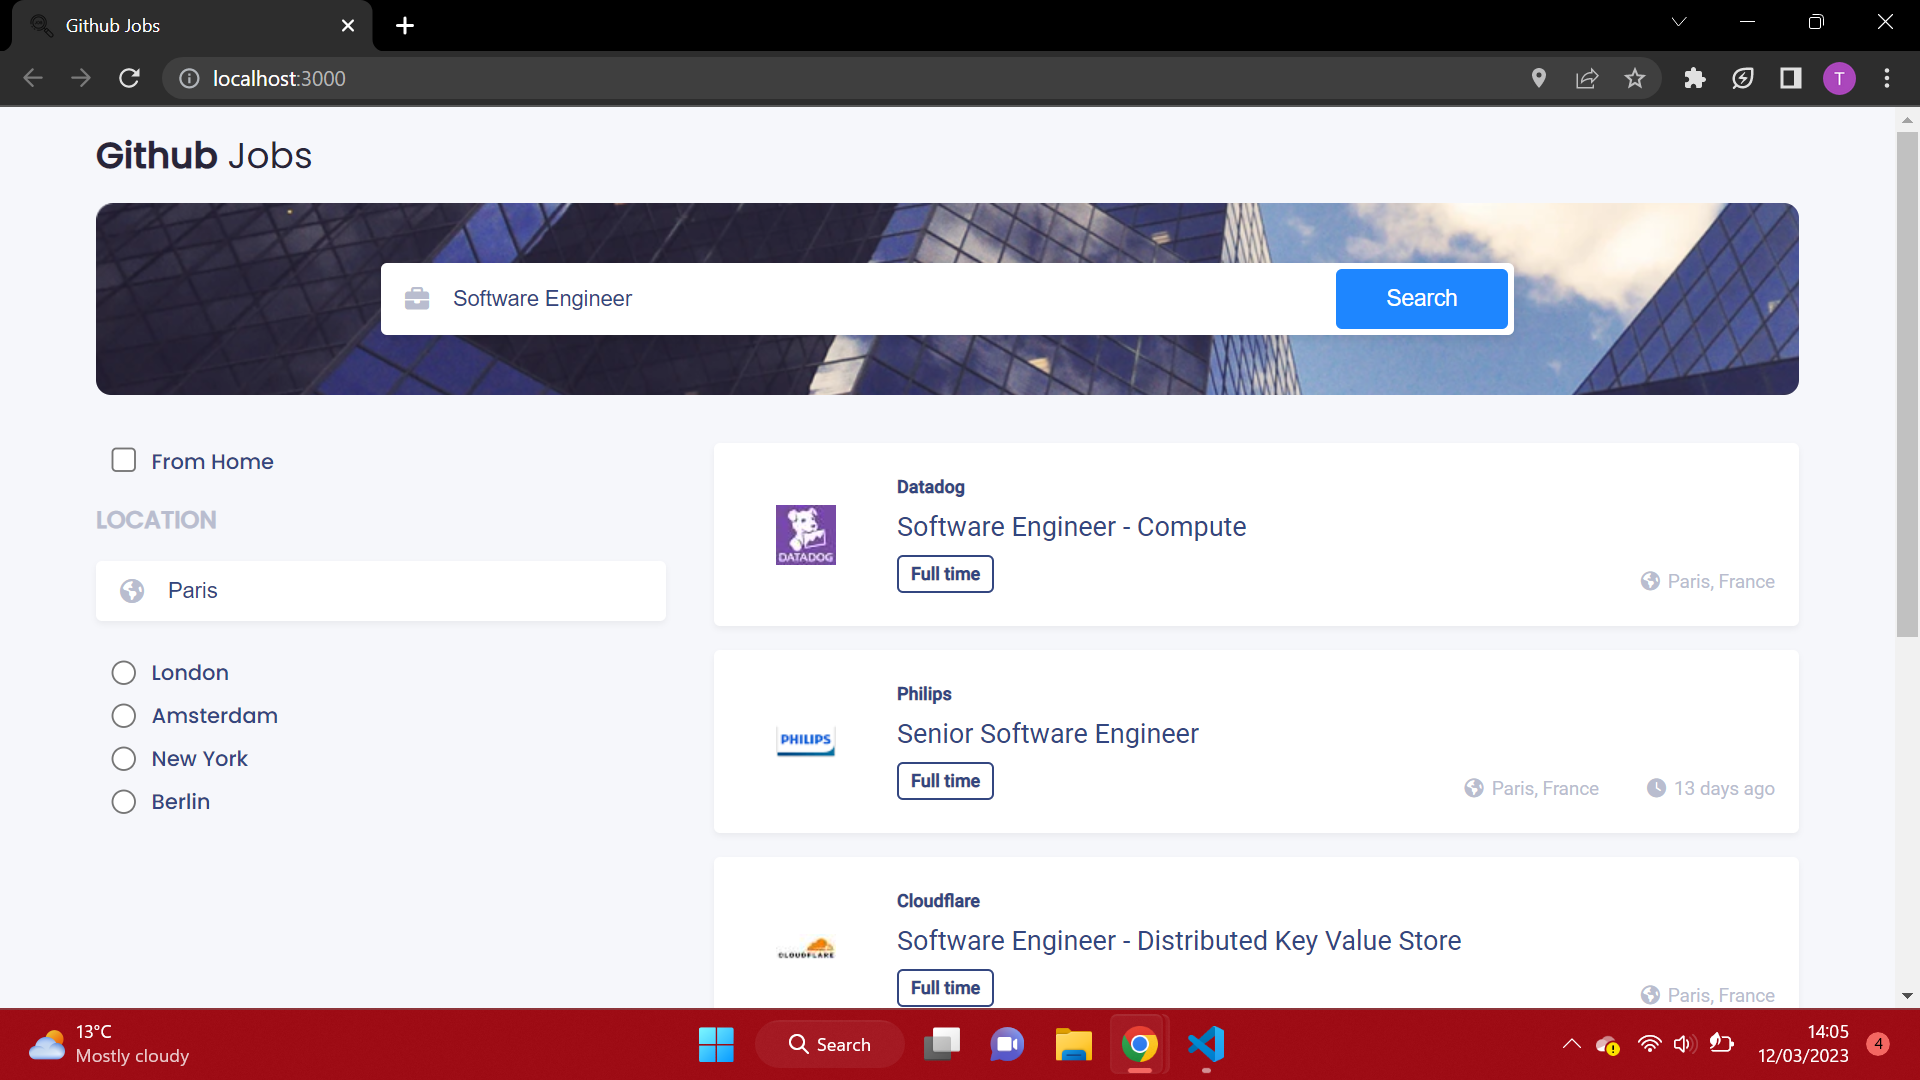 Github Jobs
localhost:3000
T
Github Jobs
Software Engineer
Search
From Home
LOCATION
Paris
London
Amsterdam
New York
Berlin
DATADOG
Datadog
Software Engineer - Compute
Full time
Paris, France
PHILIPS
Philips
Senior Software Engineer
Full time
Paris, France
13 days ago
CLOUDFLARE
Cloudflare
Software Engineer - Distributed Key Value Store
Full time
Paris, France
13°C
Mostly cloudy
Search
14:05
12/03/2023
4